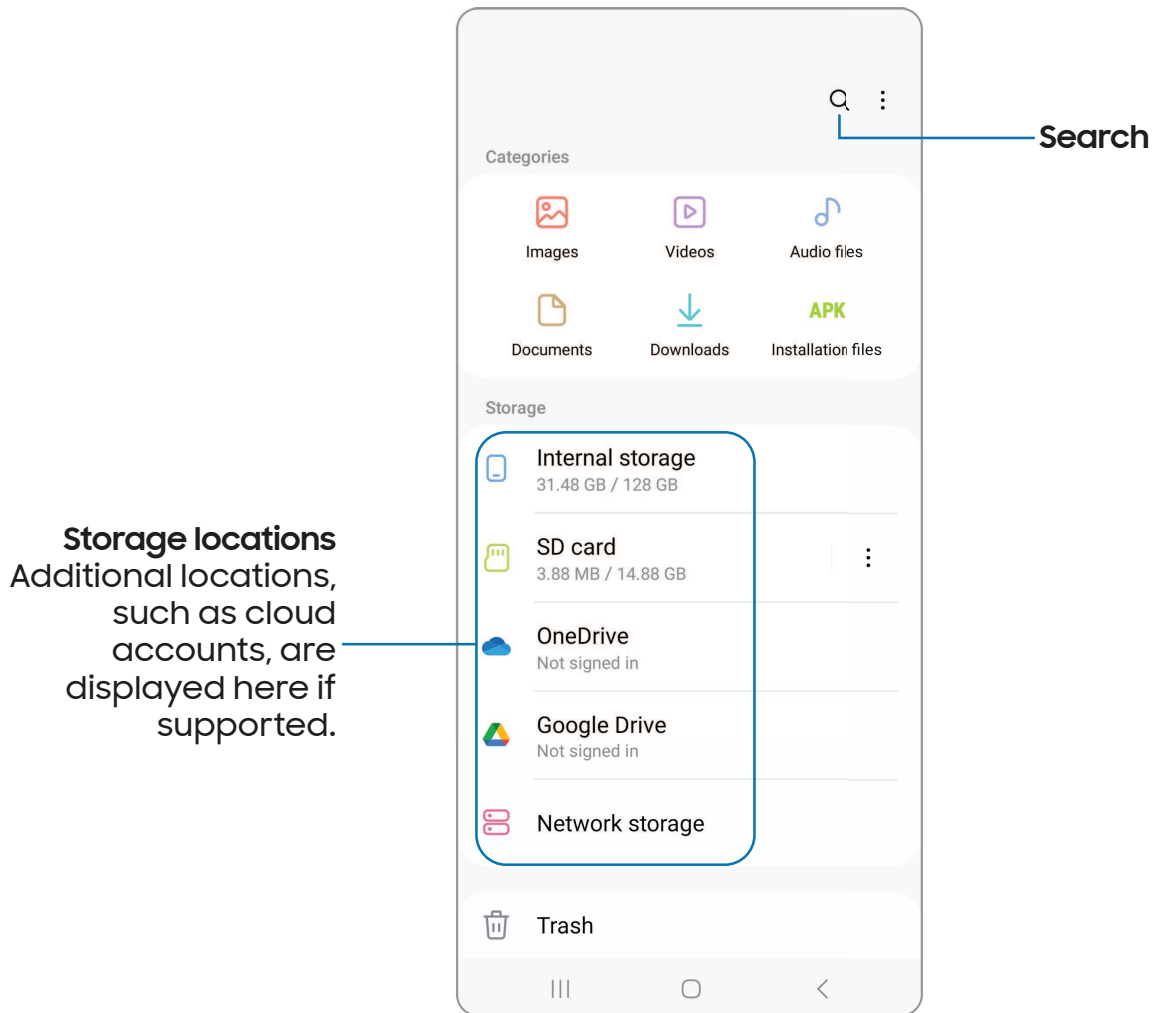 Search
Categories
Images Videos Audio files
APK
Documents Downloads Installation files
Storage
Internal storage
31.48 GB / 128 GB
SD card
3.88 MB / 14.88 GB
OneDrive
Not signed in
Google Drive
Not signed in
Network storage
Trash
Storage locations
Additional locations,
such as cloud
accounts, are
displayed here if
supported.